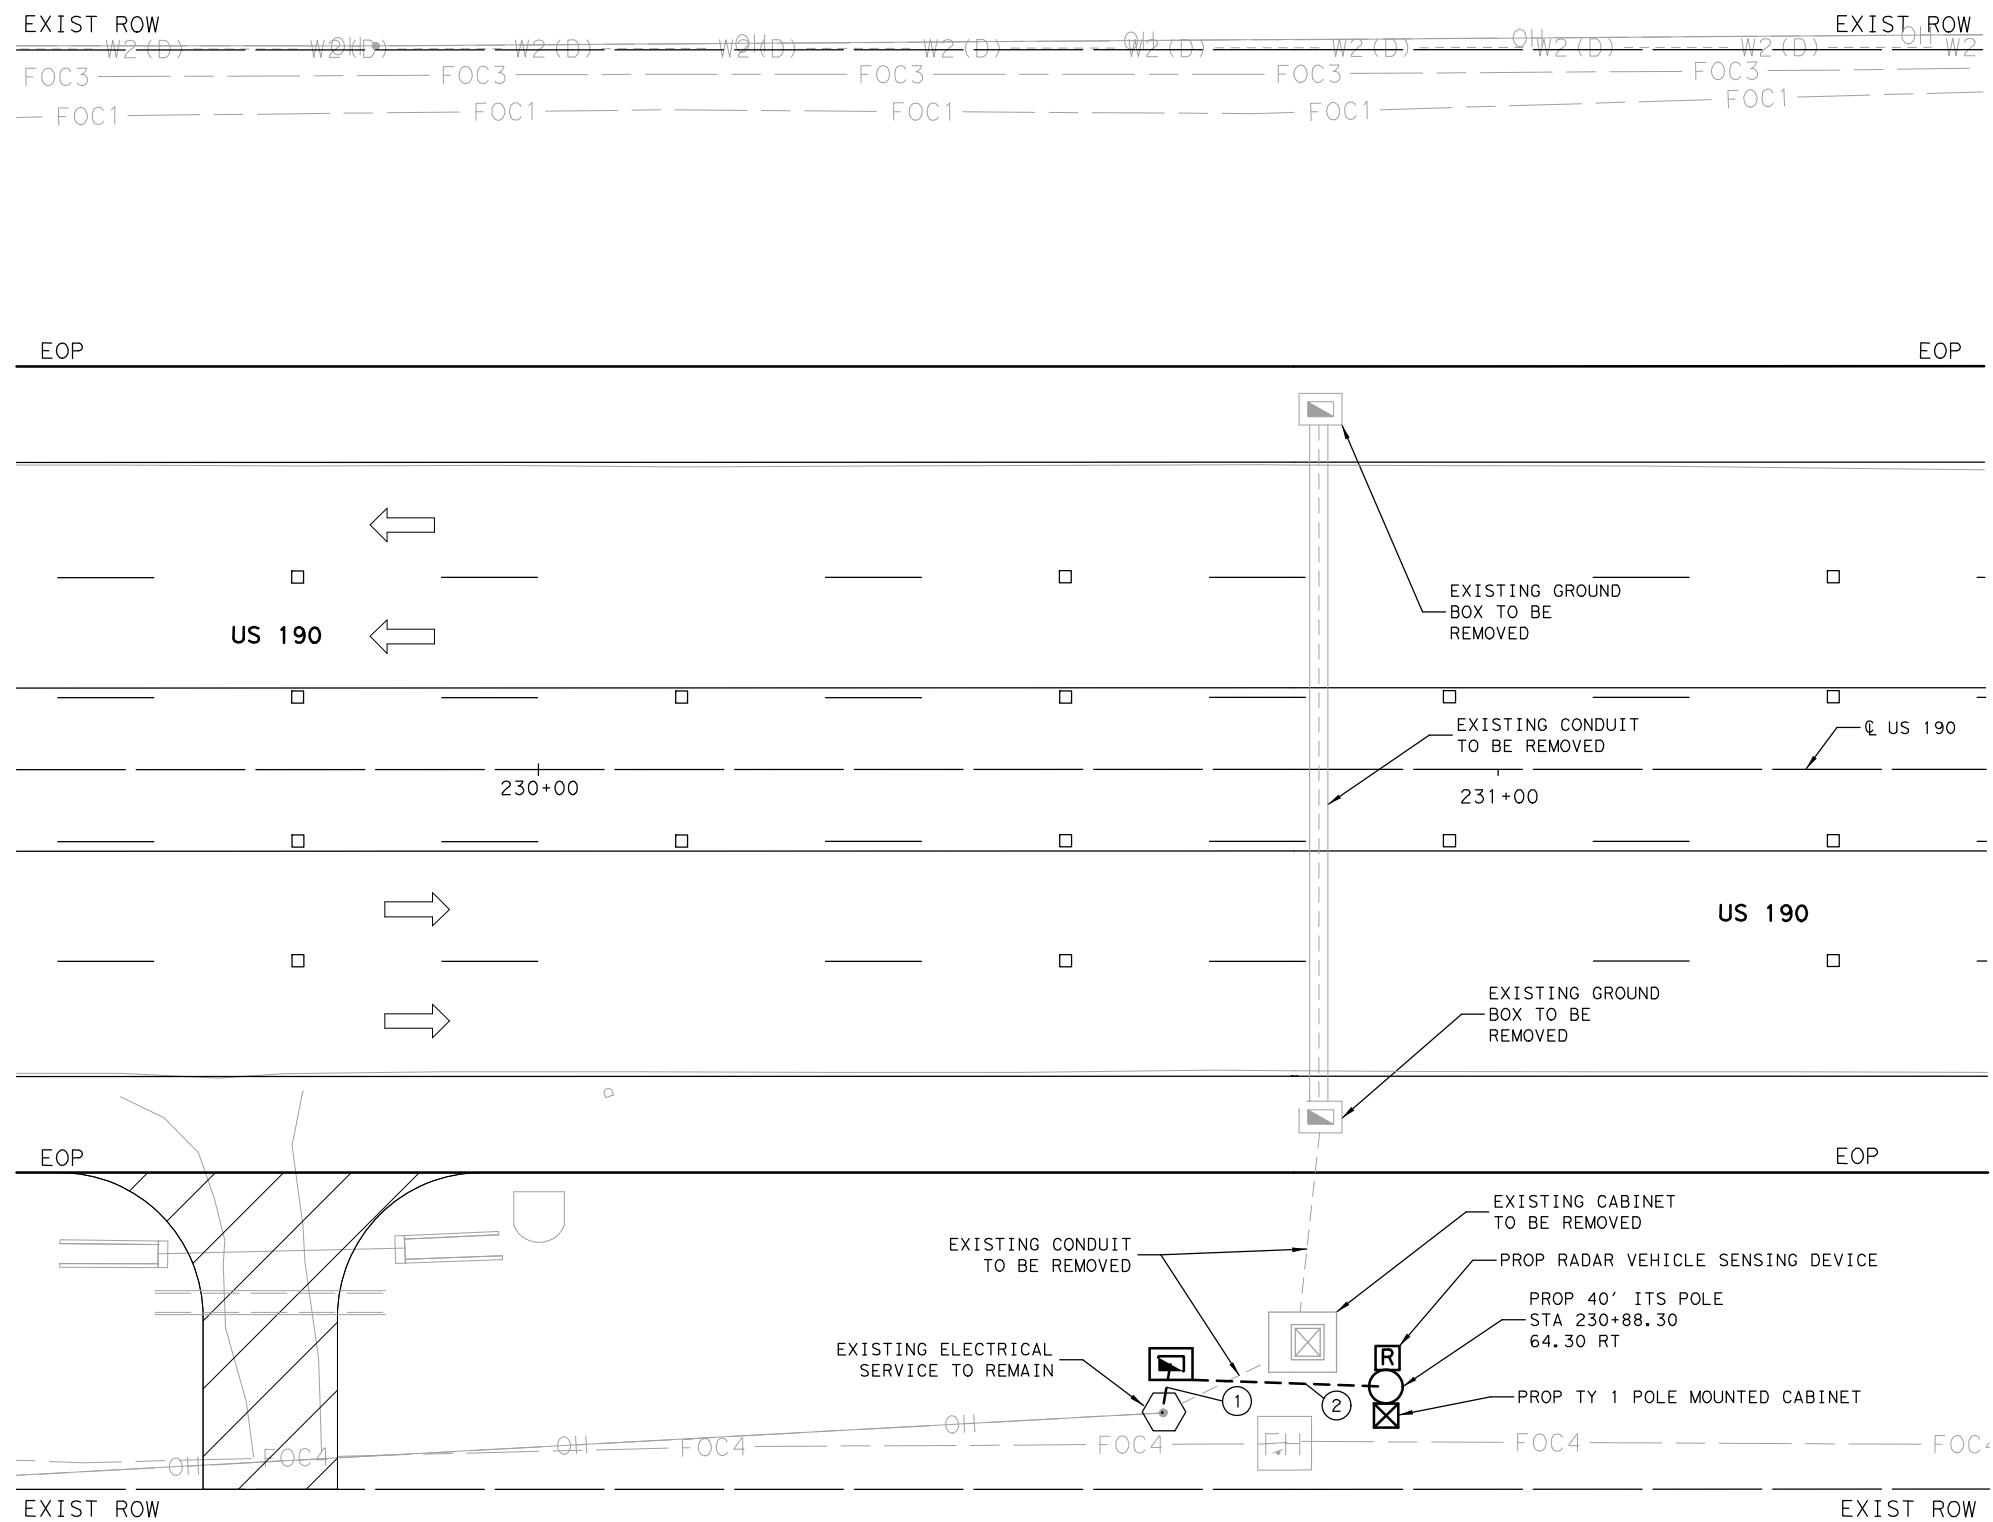 EXIST ROW
EXIST ROW
W2(D) W2(D) W2(D) W2(D) W2(D) W2(D) W2(D) W2(D) W2(D) W2
OH OH OH OH OH
FOC3 FOC3 FOC3 FOC3 FOC3
FOC1 FOC1 FOC1 FOC1 FOC1
EOP
EOP
EXISTING GROUND
BOX TO BE
REMOVED
US 190
EXISTING CONDUIT
TO BE REMOVED
℄ US 190
230+00
231+00
US 190
EXISTING GROUND
BOX TO BE
REMOVED
EOP
EOP
EXISTING CABINET
TO BE REMOVED
EXISTING CONDUIT
TO BE REMOVED
PROP RADAR VEHICLE SENSING DEVICE
PROP 40' ITS POLE
STA 230+88.30
64.30 RT
EXISTING ELECTRICAL
SERVICE TO REMAIN
R
PROP TY 1 POLE MOUNTED CABINET
1
2
OH OH OH
FOC4 FOC4 FOC4 FOC4 FOC4
FH
EXIST ROW
EXIST ROW